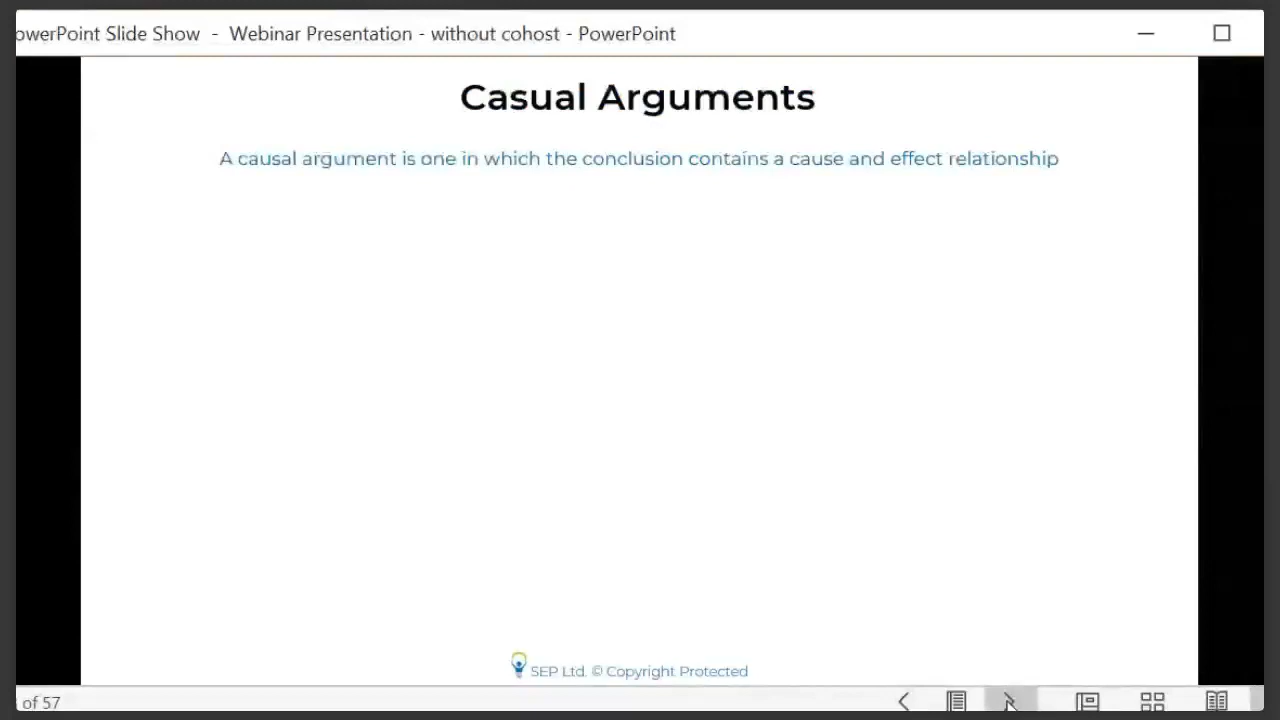 owerPoint Slide Show - Webinar Presentation - without cohost - PowerPoint
Casual Arguments
A causal argument is one in which the conclusion contains a cause and effect relationship
SEP Ltd. © Copyright Protected
of 57